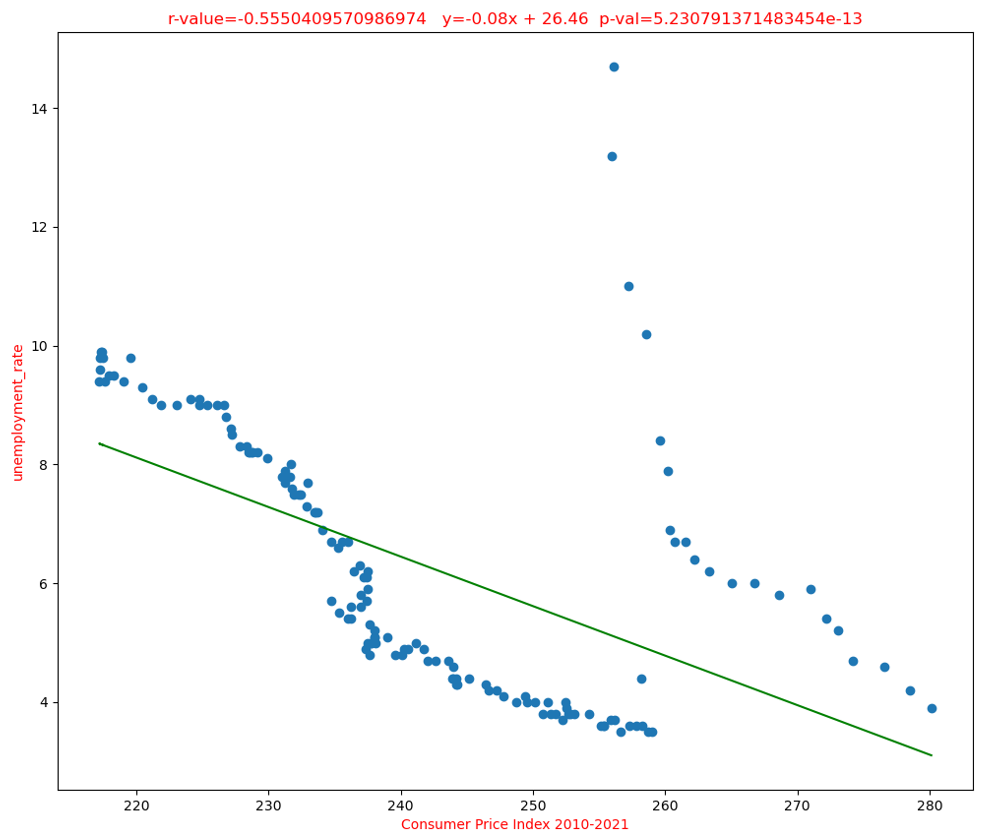 r-value=-0.5550409570986974   y=-0.08x + 26.46  p-val=5.230791371483454e-13
14
12
10
8
6
4
unemployment_rate
220 230 240 250 260 270 280
Consumer Price Index 2010-2021